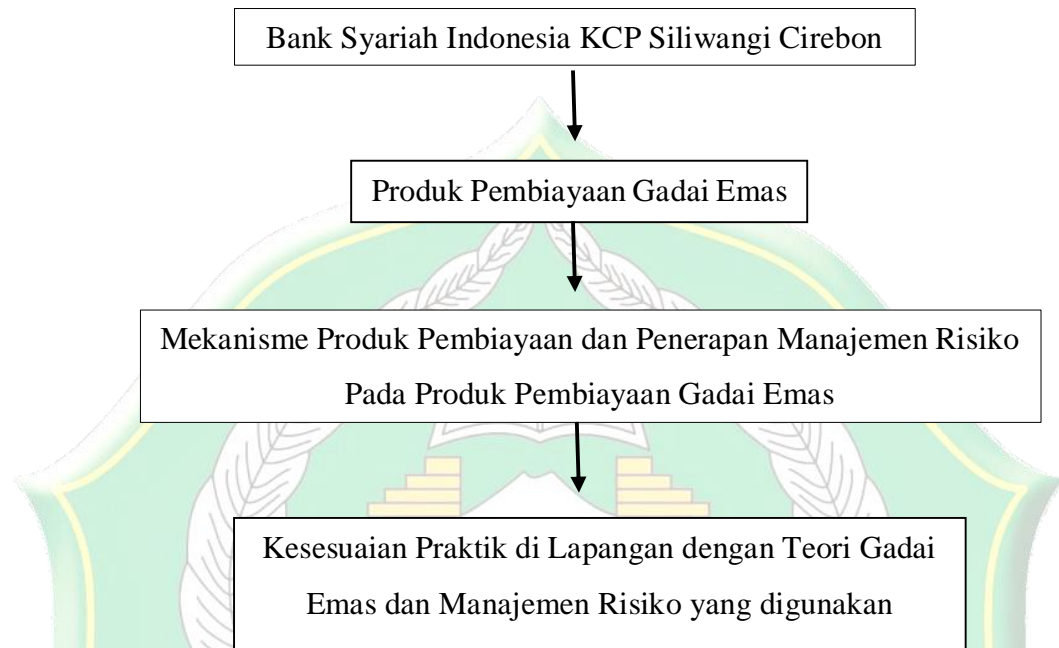 Bank Syariah Indonesia KCP Siliwangi Cirebon
Produk Pembiayaan Gadai Emas
Mekanisme Produk Pembiayaan dan Penerapan Manajemen Risiko
Pada Produk Pembiayaan Gadai Emas
Kesesuaian Praktik di Lapangan dengan Teori Gadai
Emas dan Manajemen Risiko yang digunakan